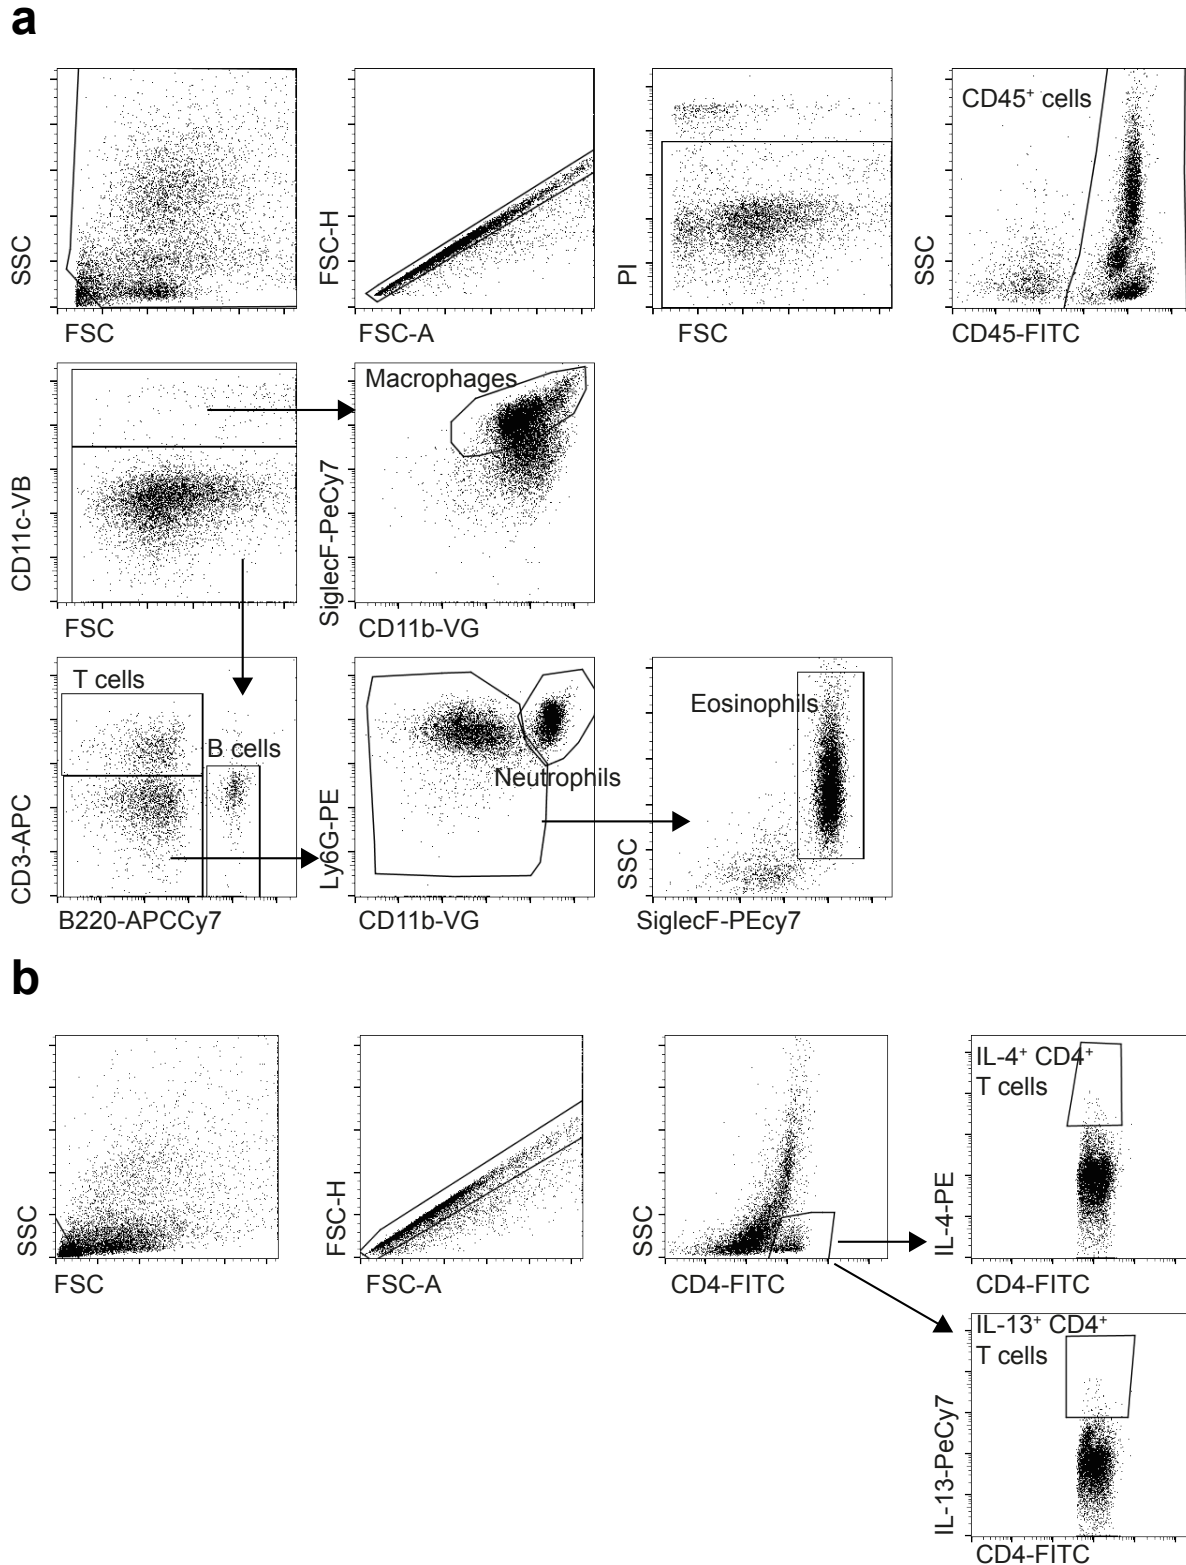 a
SSC
FSC
FSC-H
FSC-A
PI
FSC
CD45⁺ cells
SSC
CD45-FITC
CD11c-VB
FSC
Macrophages
SiglecF-PeCy7
CD11b-VG
T cells
B cells
CD3-APC
B220-APCCy7
Neutrophils
Ly6G-PE
CD11b-VG
Eosinophils
SSC
SiglecF-PEcy7
b
SSC
FSC
FSC-H
FSC-A
SSC
CD4-FITC
IL-4⁺ CD4⁺
T cells
IL-4-PE
CD4-FITC
IL-13⁺ CD4⁺
T cells
IL-13-PeCy7
CD4-FITC